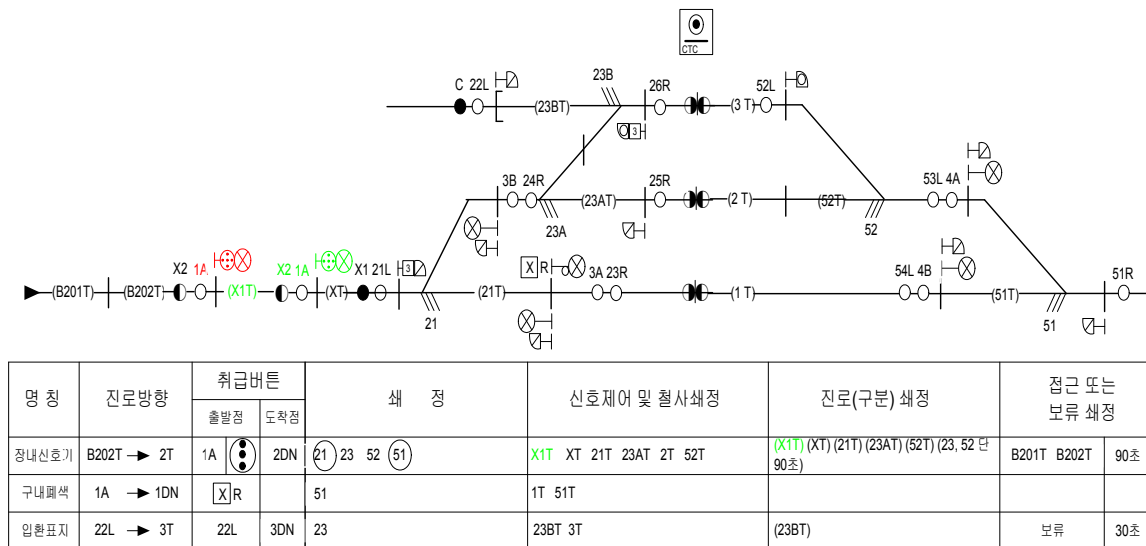 CTC
23B
C 22L
26R
52L
(23BT)
(3 T)
3
3B 24R
25R
53L 4A
(23AT)
(2 T)
(52T)
23A
52
X2 1A
X2 1A
X1 21L
3
X R
3A 23R
54L 4B
51R
(B201T)
(B202T)
(X1T)
(XT)
(21T)
(1 T)
(51T)
21
51
명 칭 진로방향 취급버튼 쇄 정 신호제어 및 철사쇄정 진로(구분) 쇄정 접근 또는
보류 쇄정
출발점 도착점
장내신호기 B202T 2T 1A 2DN 21 23 52 51 X1T XT 21T 23AT 2T 52T (X1T) (XT) (21T) (23AT) (52T) (23, 52 단
90초) B201T B202T 90초
구내폐색 1A 1DN X R 51 1T 51T
입환표지 22L 3T 22L 3DN 23 23BT 3T (23BT) 보류 30초